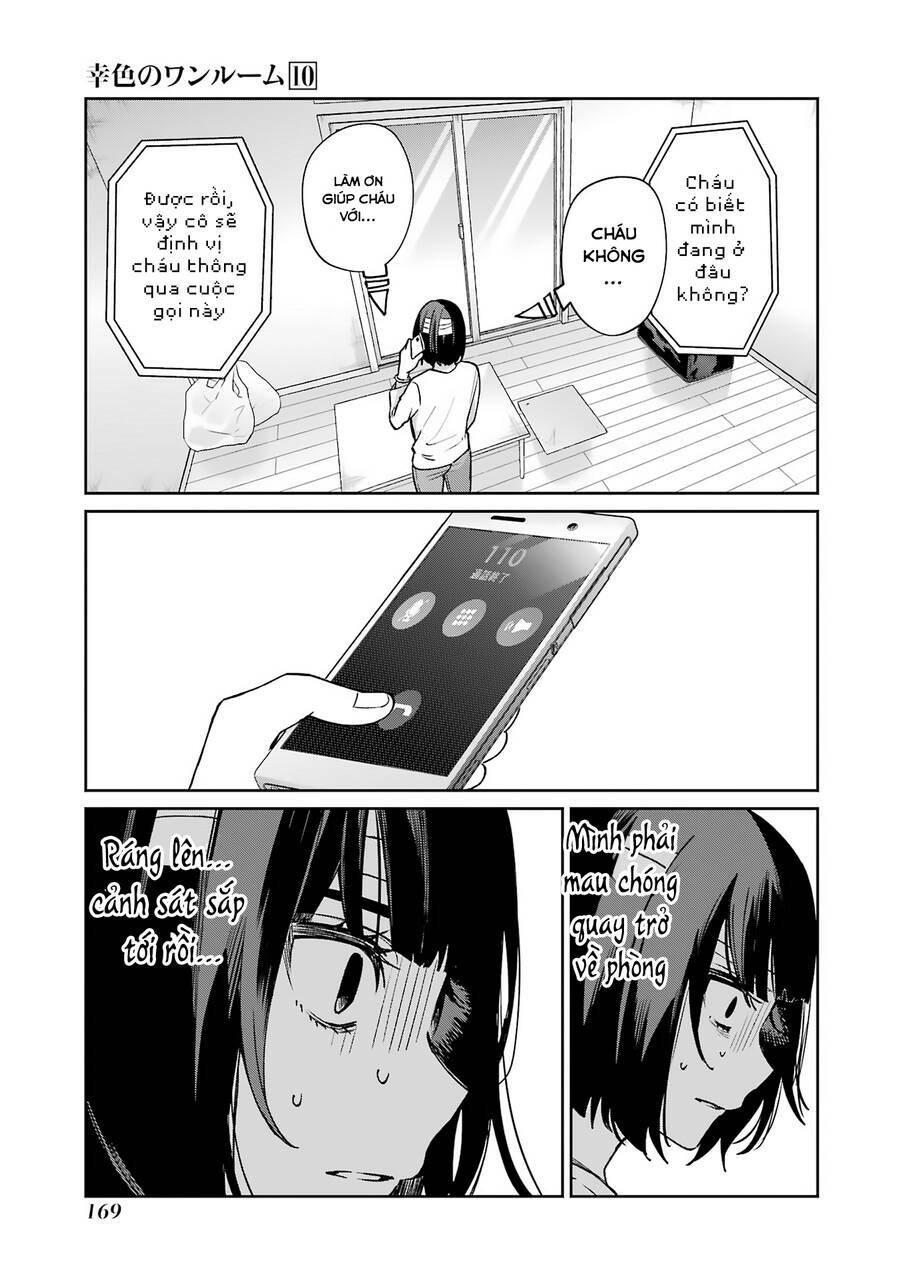 幸色のワンルーム10
Cháu
có biết
mình
đang ở
đâu
không?
CHÁU
KHÔNG
...
LÀM ƠN
GIÚP CHÁU
VỚI...
Được rồi,
vậy cô sẽ
định vị
cháu thông
qua cuộc
gọi này
110
通話終了
Mình phải
mau chóng
quay trở
về phòng
Ráng lên...
cảnh sát sắp
tới rồi...
169